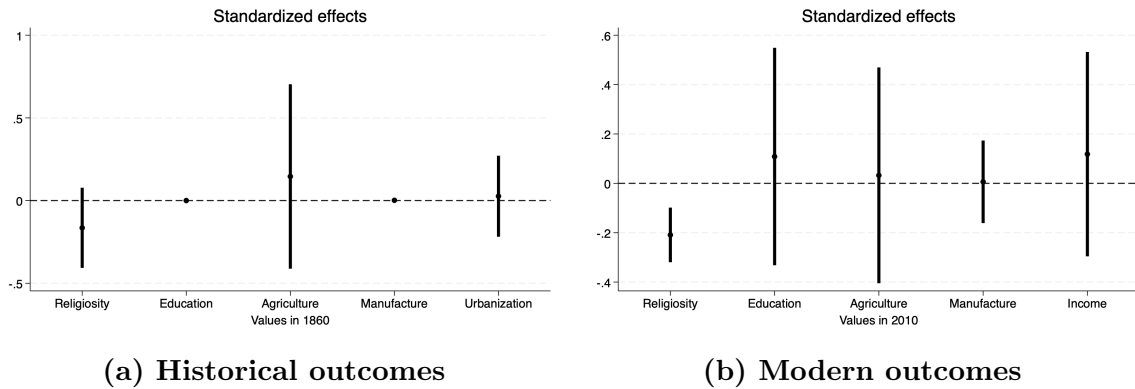 Standardized effects
1
.5
0
-.5
Religiosity Education Agriculture Manufacture Urbanization
Values in 1860
(a) Historical outcomes
Standardized effects
.6
.4
.2
0
-.2
-.4
Religiosity Education Agriculture Manufacture Income
Values in 2010
(b) Modern outcomes